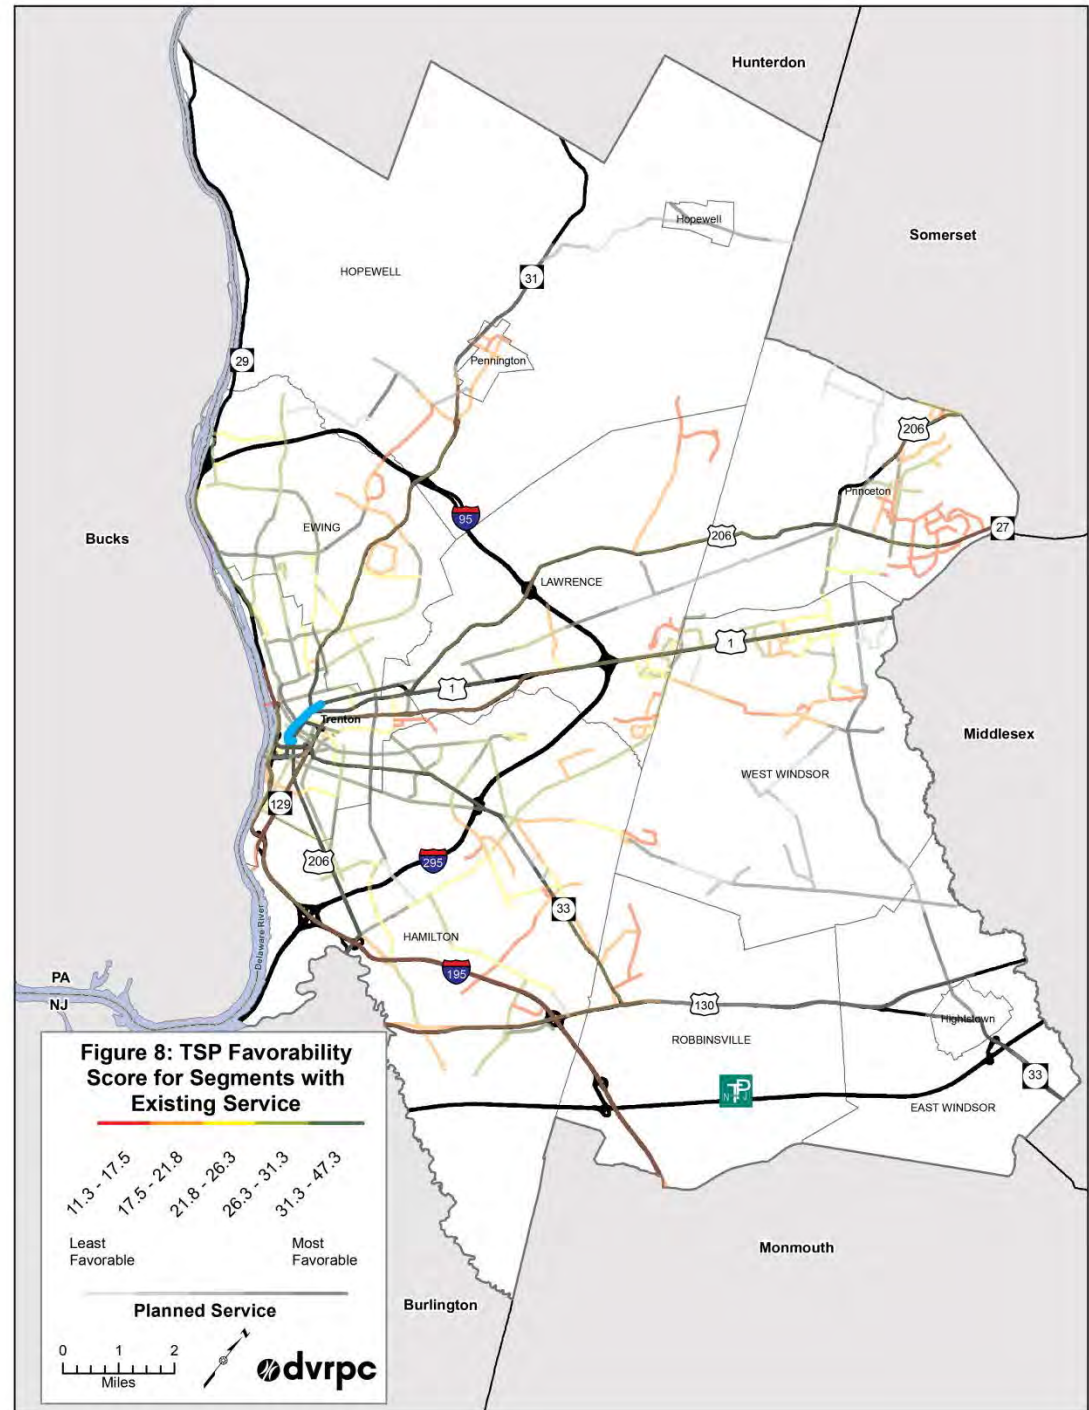 Hunterdon
Hopewell
Somerset
HOPEWELL
31
29
Pennington
206
Princeton
27
95
EWING
Bucks
206
LAWRENCE
1
1
Trenton
Middlesex
WEST WINDSOR
129
206
295
33
HAMILTON
Delaware River
195
PA
NJ
130
Hightstown
ROBBINSVILLE
33
NJ TP
EAST WINDSOR
Figure 8: TSP Favorability
Score for Segments with
Existing Service
11.3 - 17.5
17.5 - 21.8
21.8 - 26.3
26.3 - 31.3
31.3 - 47.3
Least
Favorable
Most
Favorable
Planned Service
0 1 2
Miles
N
dvrpc
Monmouth
Burlington